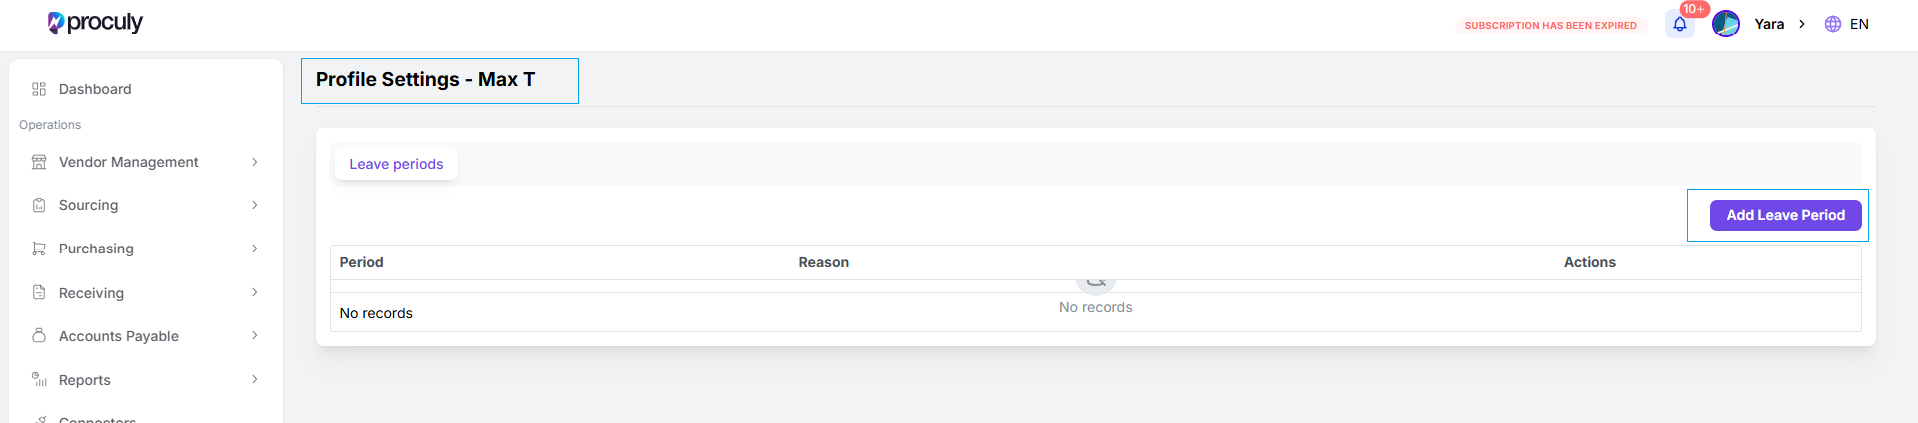 proculy
SUBSCRIPTION HAS BEEN EXPIRED
10+
Yara
EN
Dashboard
Operations
Vendor Management
Sourcing
Purchasing
Receiving
Accounts Payable
Reports
Connectors
Profile Settings - Max T
Leave periods
Add Leave Period
Period Reason Actions
No records
No records